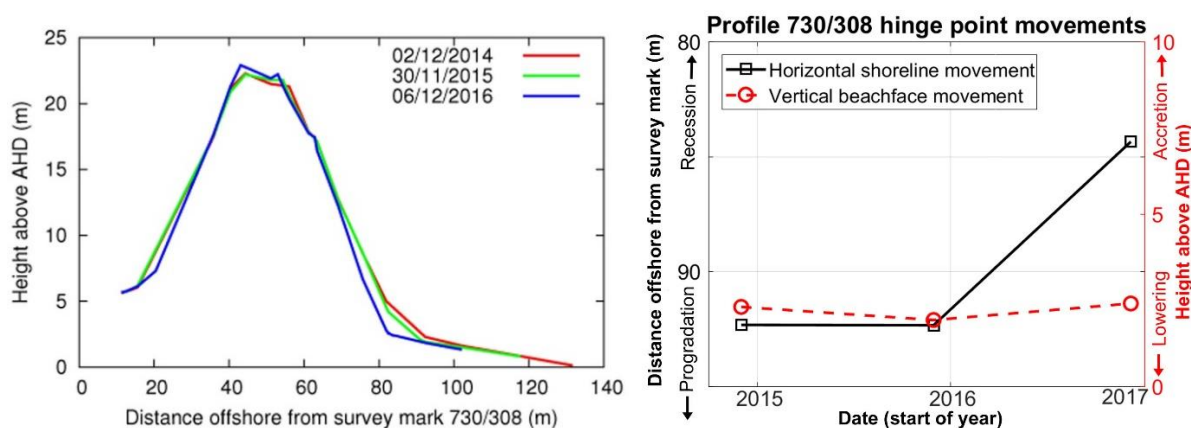 25
20
15
10
5
0
Height above AHD (m)
02/12/2014
30/11/2015
06/12/2016
0 20 40 60 80 100 120 140
Distance offshore from survey mark 730/308 (m)
Profile 730/308 hinge point movements
80
90
Distance offshore from survey mark (m)
Recession
Progradation
Horizontal shoreline movement
Vertical beachface movement
10
5
0
Accretion
Lowering
Height above AHD (m)
2015 2016 2017
Date (start of year)